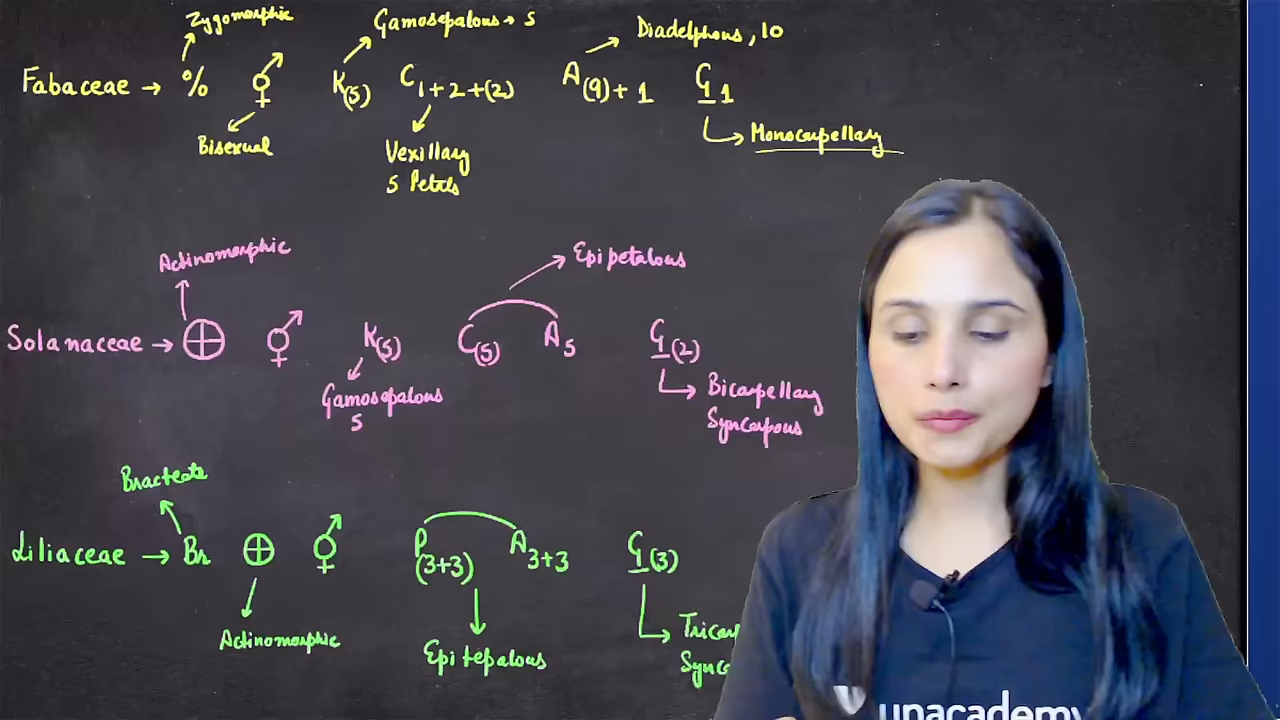 Zygomorphic
Gamosepalous → 5
Diadelphous, 10
Fabaceae → % ⚥ K(5) C1+2+(2) A(9)+1 G1
Bisexual
Vexillary
5 Petals
Monocarpellary
Actinomorphic
Epipetalous
Solanaceae → ⊕ ⚥ K(5) C(5) A5 G(2)
Gamosepalous
5
Bicarpellary
Syncarpous
Bracteate
Liliaceae → Br ⊕ ⚥ P(3+3) A3+3 G(3)
Actinomorphic
Epitepalous
Tricar
Sync
unacademy